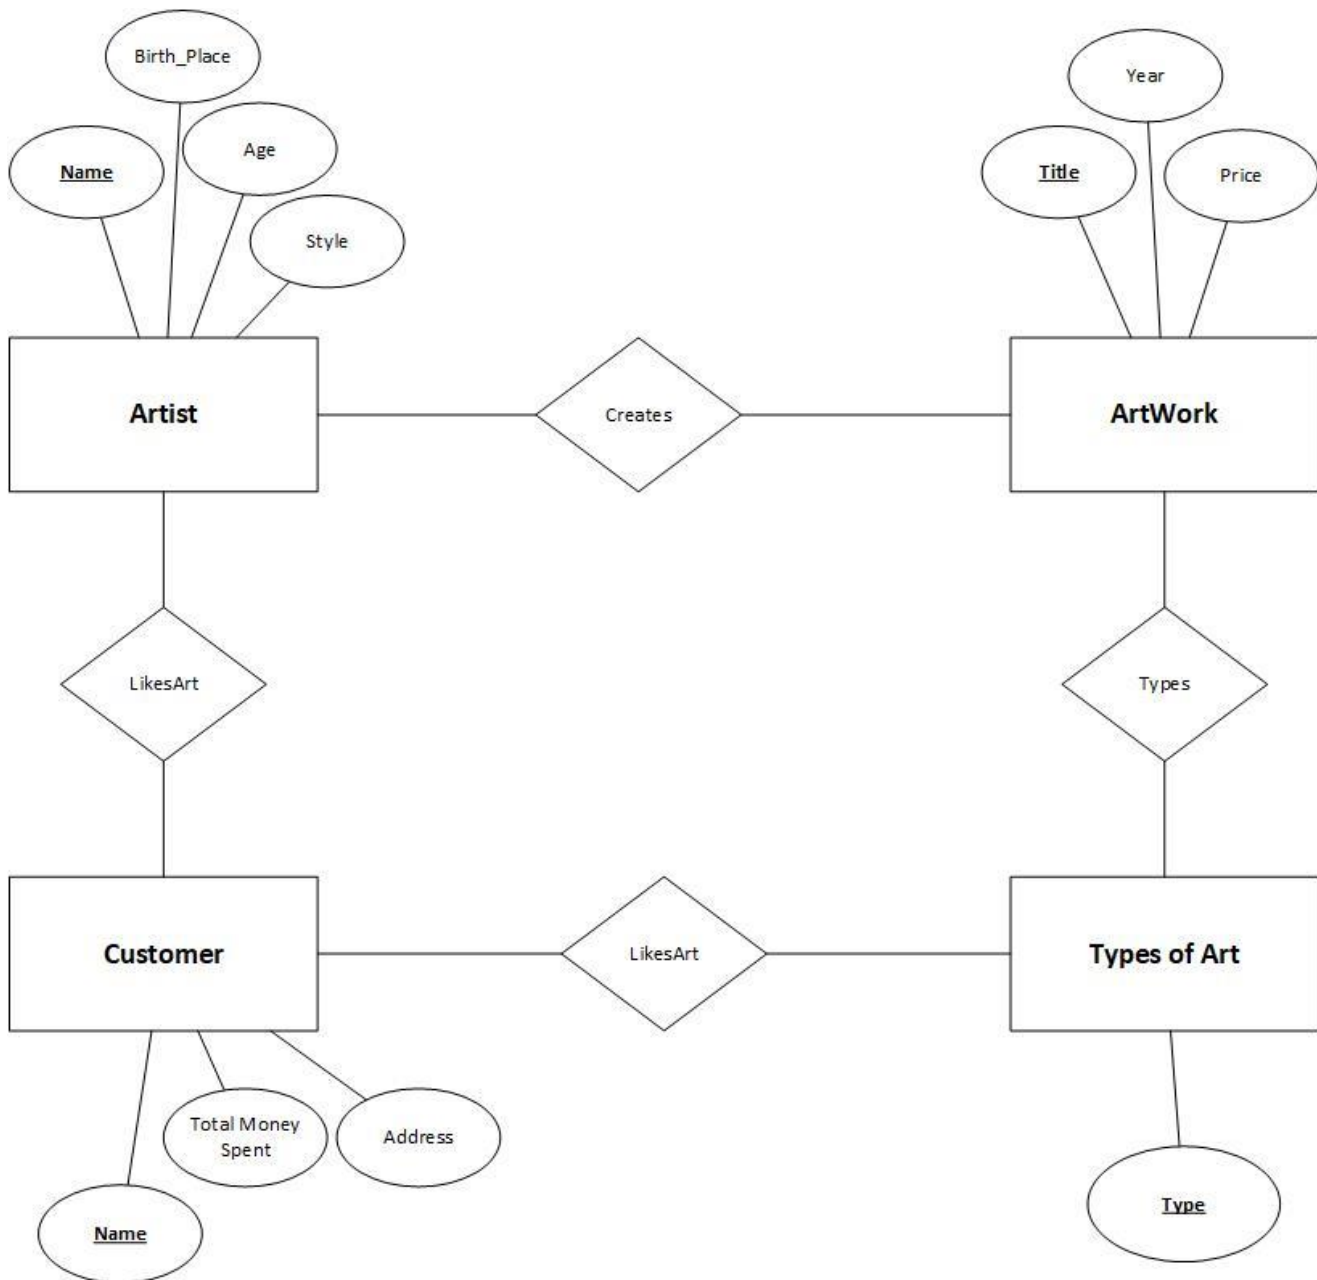 Birth_Place
Year
Name
Age
Title
Price
Style
Artist
Creates
ArtWork
LikesArt
Types
Customer
LikesArt
Types of Art
Total Money
Spent
Address
Name
Type